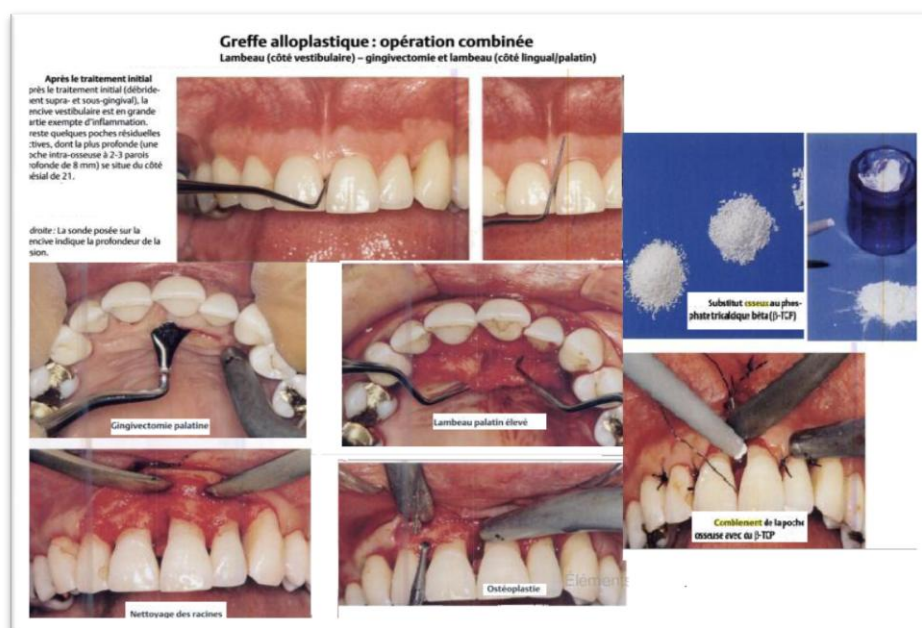 Greffe alloplastique : opération combinée
Lambeau (côté vestibulaire) – gingivectomie et lambeau (côté lingual/palatin)
Après le traitement initial
près le traitement initial (débride-
ent supra- et sous-gingival), la
encive vestibulaire est en grande
artie exempte d'inflammation.
reste quelques poches résiduelles
ctives, dont la plus profonde (une
oche intra-osseuse à 2-3 parois
rofonde de 8 mm) se situe du côté
ésial de 21.
droite : La sonde posée sur la
encive indique la profondeur de la
sion.
Substitut osseux au phos-
phate tricalcique bêta (β-TCP)
Gingivectomie palatine
Lambeau palatin élevé
Comblement de la poche
osseuse avec du β-TCP
Nettoyage des racines
Ostéoplastie
Éléments